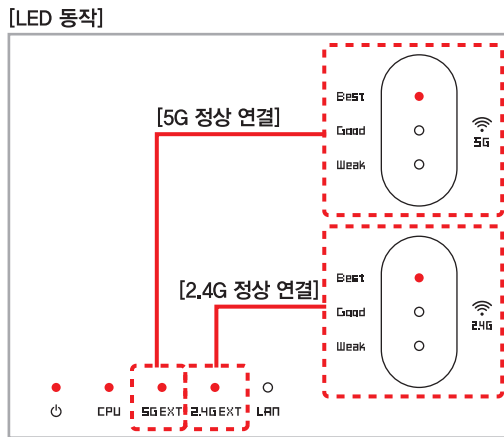 [LED 동작]
Best
[5G 정상 연결]
Good
5G
Weak
Best
[2.4G 정상 연결]
Good
2.4G
Weak
CPU 5G EXT 2.4G EXT LAN